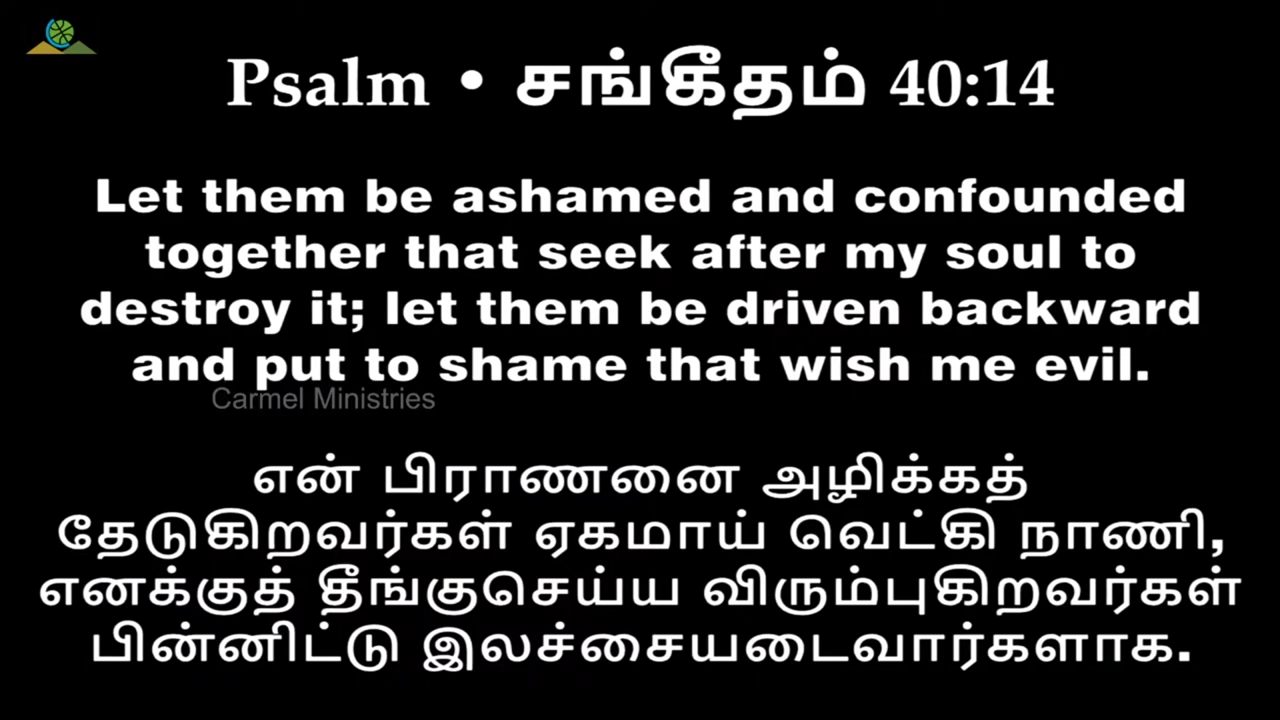 Psalm • சங்கீதம் 40:14
Let them be ashamed and confounded
together that seek after my soul to
destroy it; let them be driven backward
and put to shame that wish me evil.
Carmel Ministries
என் பிராணனை அழிக்கத்
தேடுகிறவர்கள் ஏகமாய் வெட்கி நாணி,
எனக்குத் தீங்குசெய்ய விரும்புகிறவர்கள்
பின்னிட்டு இலச்சையடைவார்களாக.